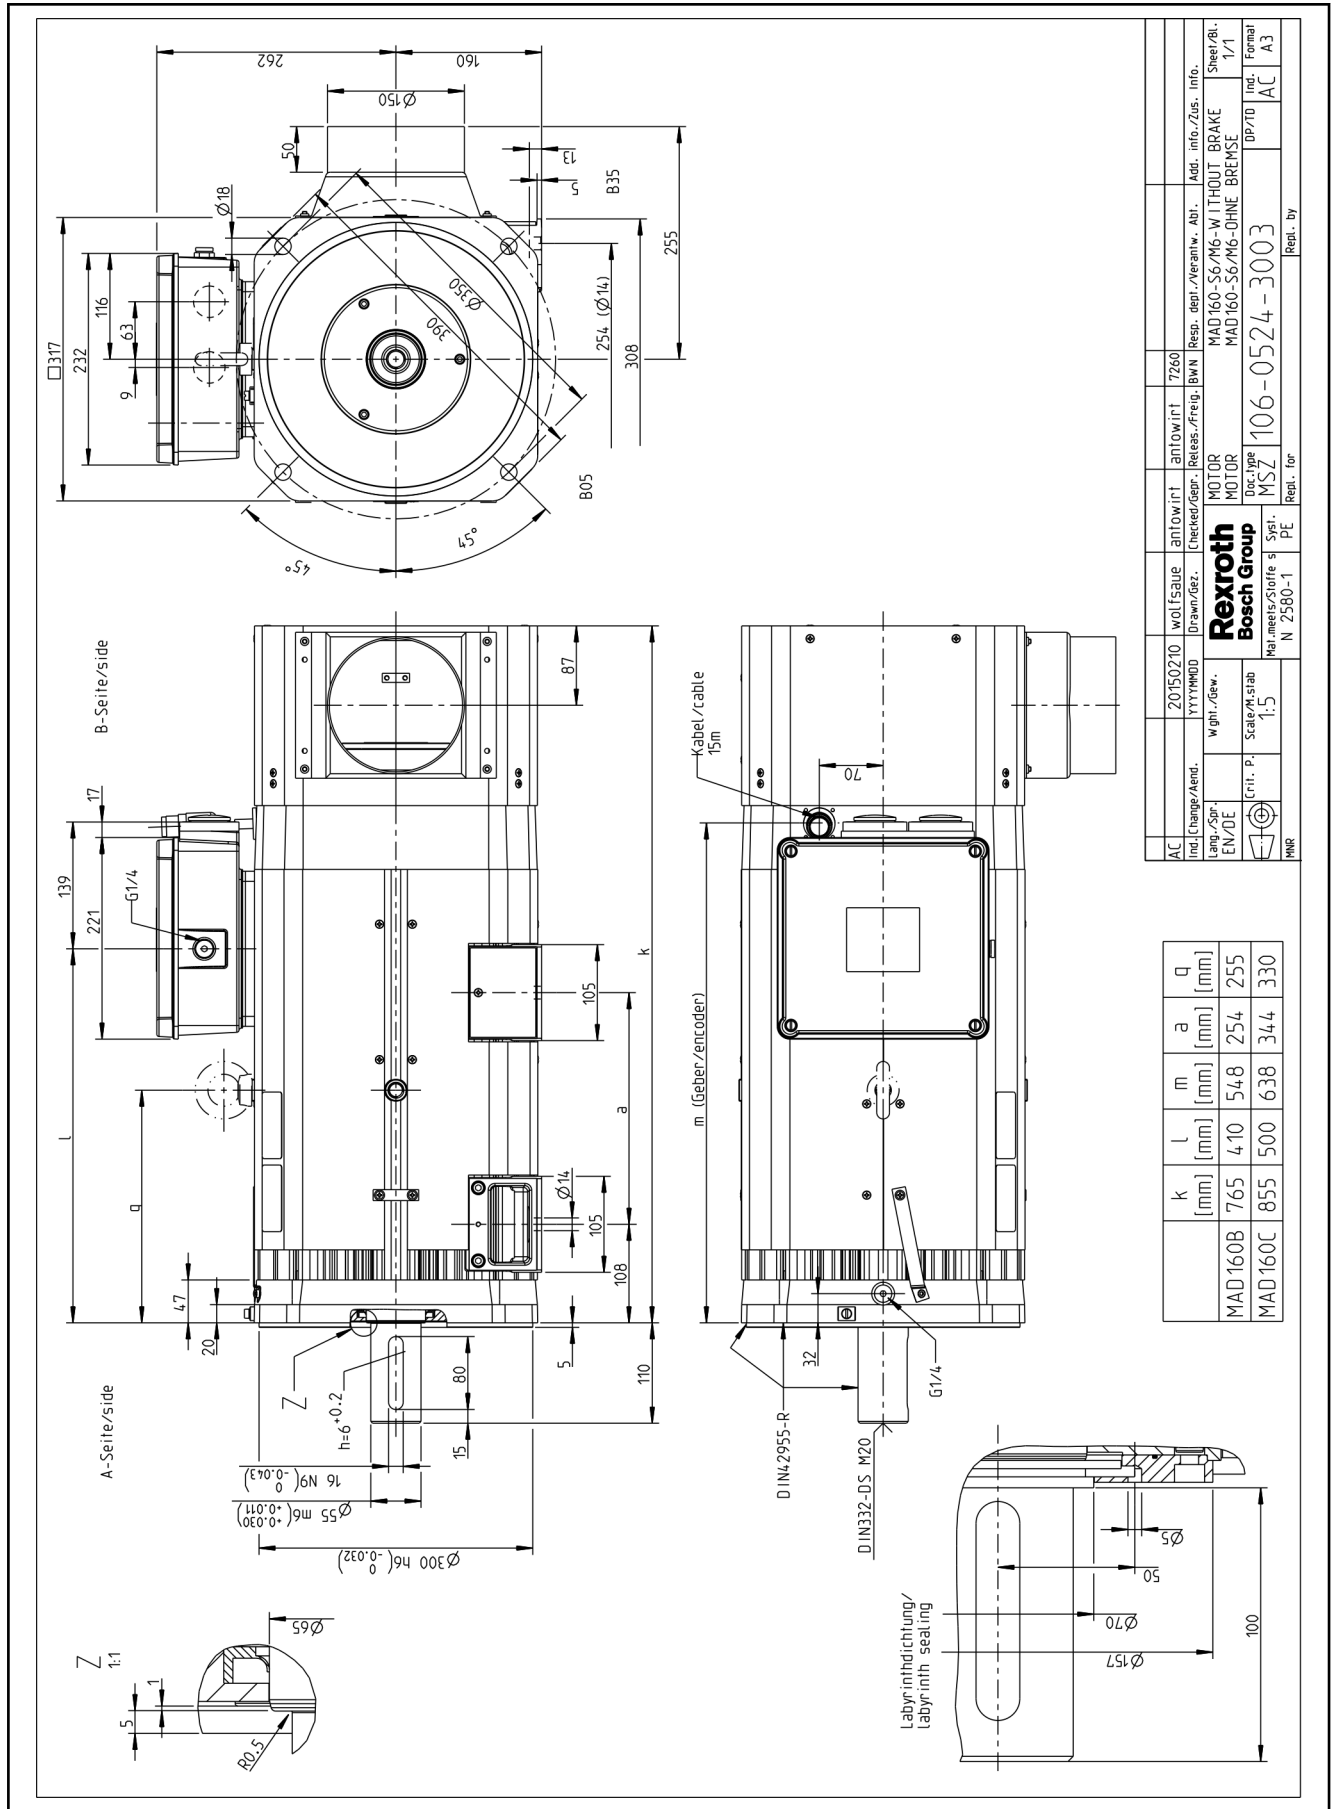 262
160
Ø150
50
13
5
B35
Ø18
□317
232
116
63
9
255
Ø350
390
254 (Ø14)
308
B05
45°
45°
B-Seite/side
A-Seite/side
17
139
221
G1/4
l
q
47
20
87
k
105
a
Ø14
105
108
5
110
80
15
Z
h=6+0.2
16 N9( 0 -0.043)
Ø55 m6(+0.030 +0.011)
Ø300 h6( 0 -0.032)
Kabel/cable
15m
70
m (Geber/encoder)
32
G1/4
DIN42955-R
DIN332-DS M20
Z
1:1
1
5
R0.5
Ø65
Labyrinthdichtung/
labyrinth sealing
Ø5
50
Ø70
Ø157
100
k l m a q
[mm] [mm] [mm] [mm] [mm]
MAD160B 765 410 548 254 255
MAD160C 855 500 638 344 330
AC 20150210 wolfsaue antowirt antowirt 7260
Ind. Change/Aend. YYYYMMDD Drawn/Gez. Checked/Gepr. Releas./Freig. BWN Resp. dept./Verantw. Abt. Add. info./Zus. Info.
Lang./Spr.
EN/DE
Wght./Gew.
Rexroth
Bosch Group
MOTOR MAD160-S6/M6-WITHOUT BRAKE
MOTOR MAD160-S6/M6-OHNE BREMSE
Sheet/Bl.
1/1
Crit. P.
Scale/M.stab
1:5
Doc.type
MSZ
106-0524-3003
DP/TD
Ind.
AC
Format
A3
Mat.meets/Stoffe s
N 2580-1
Syst.
PE
MNR
Repl. for
Repl. by